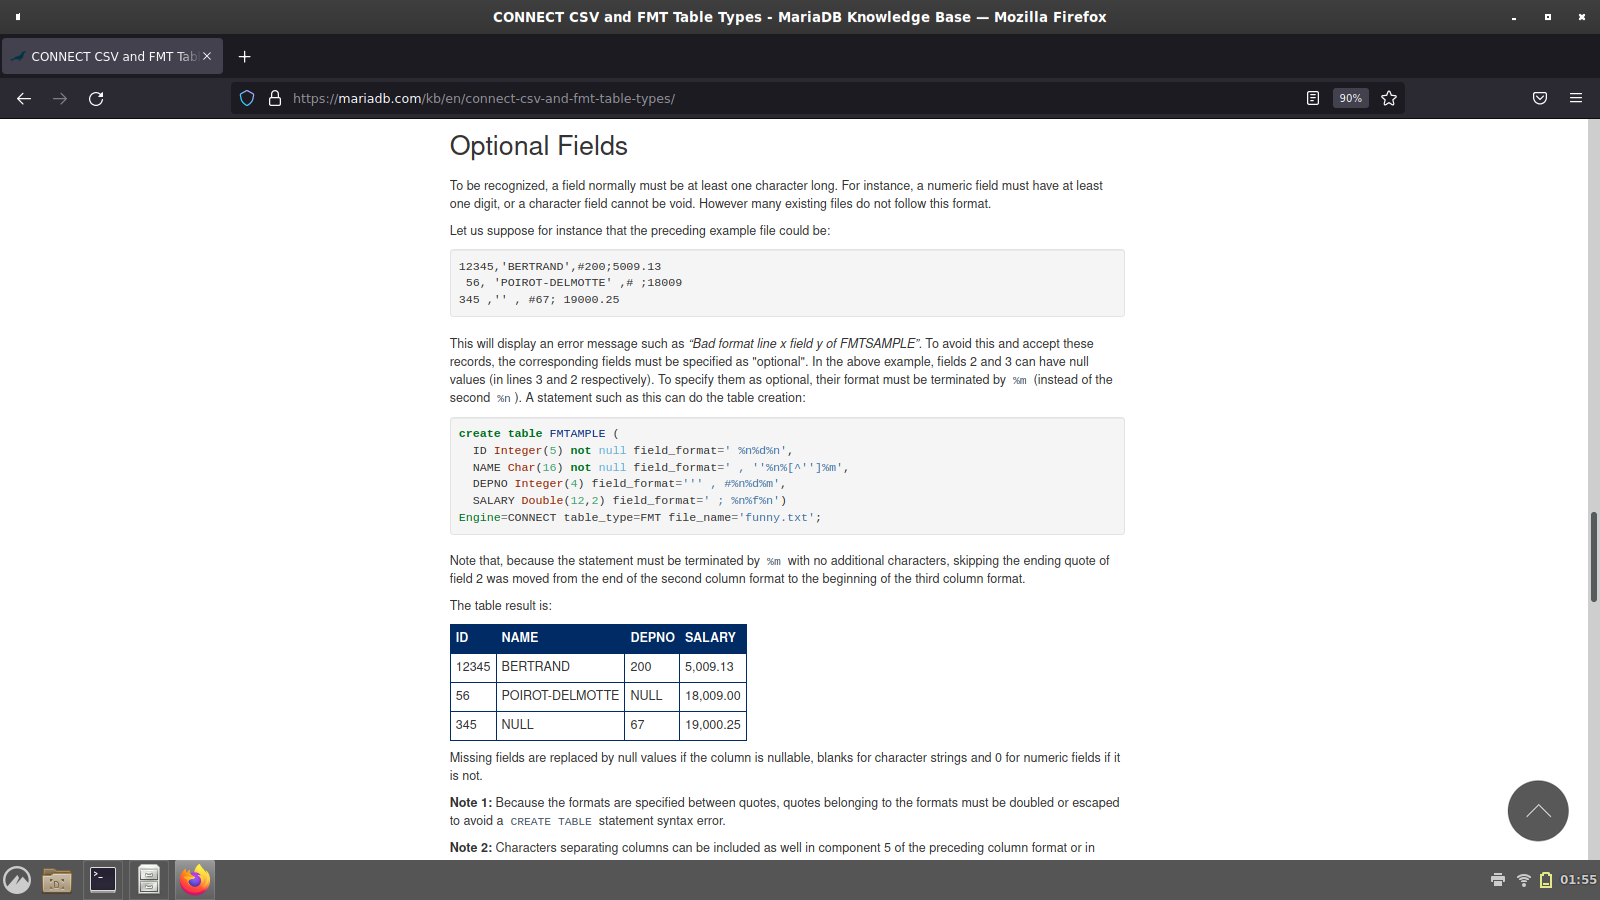 CONNECT CSV and FMT Table Types - MariaDB Knowledge Base — Mozilla Firefox
CONNECT CSV and FMT Tab
https://mariadb.com/kb/en/connect-csv-and-fmt-table-types/
90%
Optional Fields
To be recognized, a field normally must be at least one character long. For instance, a numeric field must have at least
one digit, or a character field cannot be void. However many existing files do not follow this format.
Let us suppose for instance that the preceding example file could be:
12345,'BERTRAND',#200;5009.13
 56, 'POIROT-DELMOTTE' ,# ;18009
345 ,'' , #67; 19000.25
This will display an error message such as “Bad format line x field y of FMTSAMPLE”. To avoid this and accept these
records, the corresponding fields must be specified as "optional". In the above example, fields 2 and 3 can have null
values (in lines 3 and 2 respectively). To specify them as optional, their format must be terminated by %m (instead of the
second %n ). A statement such as this can do the table creation:
create table FMTAMPLE (
  ID Integer(5) not null field_format=' %n%d%n',
  NAME Char(16) not null field_format=' , ''%n%[^'']%m',
  DEPNO Integer(4) field_format=''' , #%n%d%m',
  SALARY Double(12,2) field_format=' ; %n%f%n')
Engine=CONNECT table_type=FMT file_name='funny.txt';
Note that, because the statement must be terminated by %m with no additional characters, skipping the ending quote of
field 2 was moved from the end of the second column format to the beginning of the third column format.
The table result is:
ID NAME DEPNO SALARY
12345 BERTRAND 200 5,009.13
56 POIROT-DELMOTTE NULL 18,009.00
345 NULL 67 19,000.25
Missing fields are replaced by null values if the column is nullable, blanks for character strings and 0 for numeric fields if it
is not.
Note 1: Because the formats are specified between quotes, quotes belonging to the formats must be doubled or escaped
to avoid a CREATE TABLE statement syntax error.
Note 2: Characters separating columns can be included as well in component 5 of the preceding column format or in
01:55